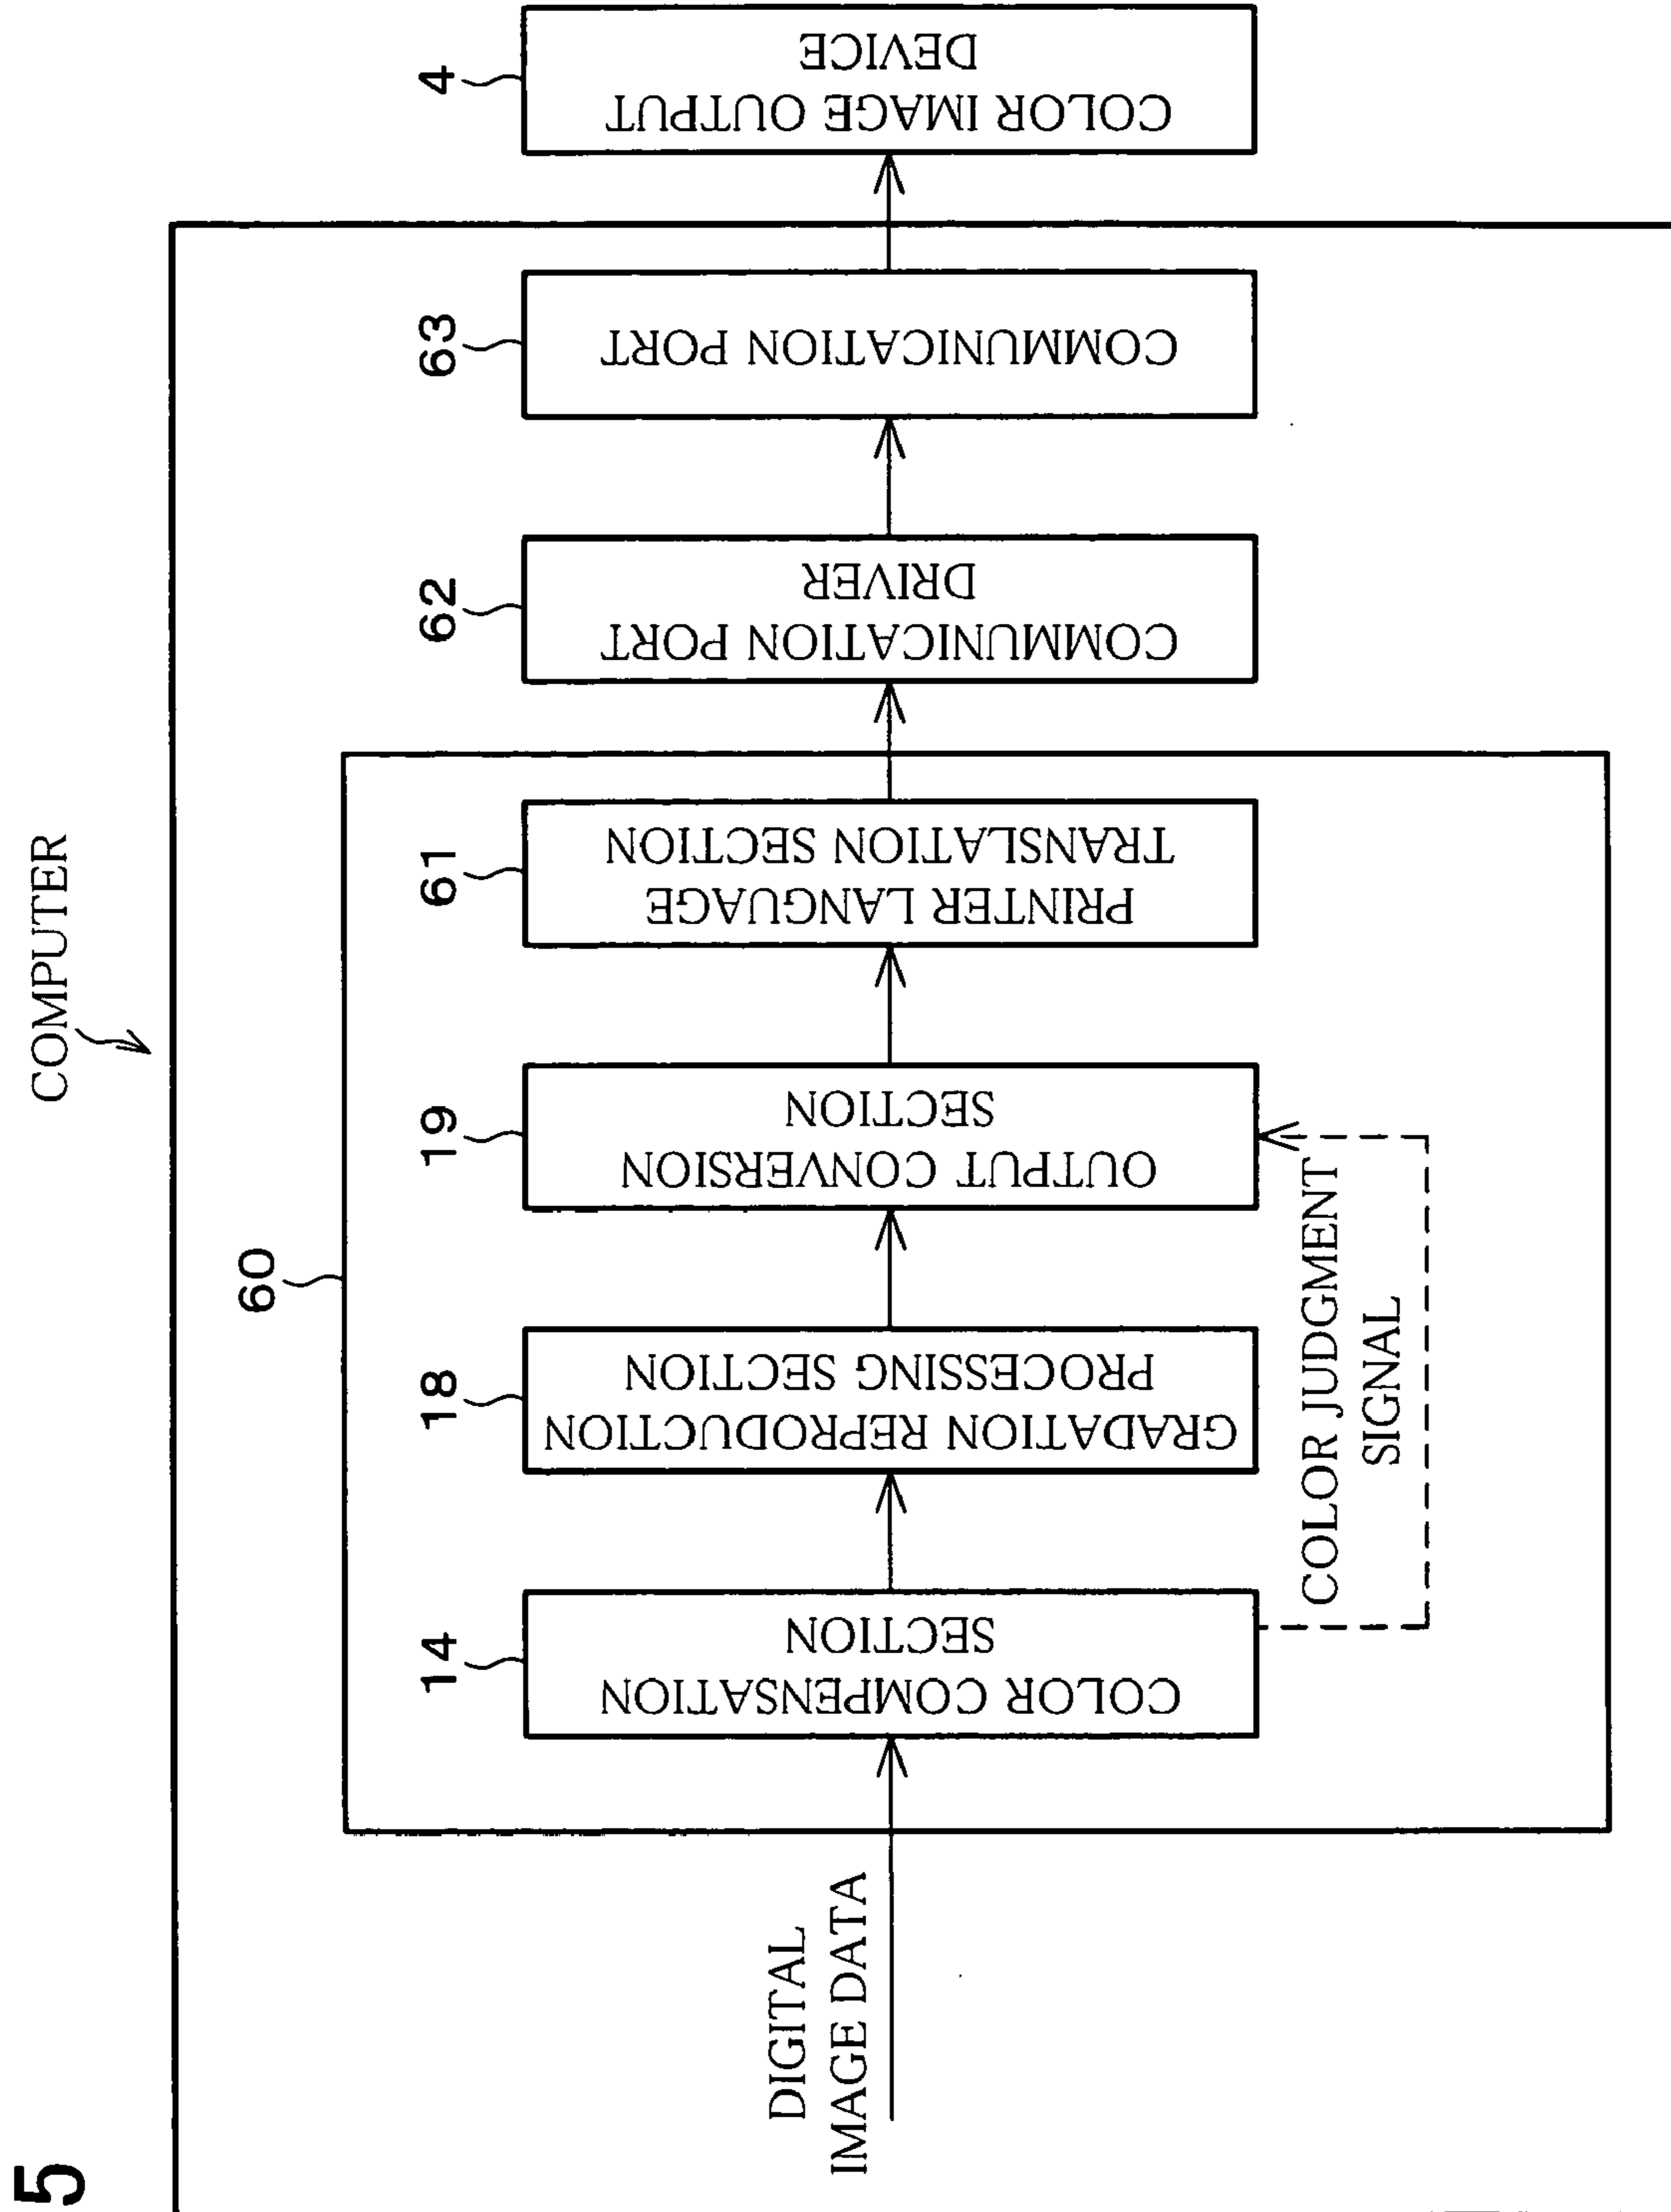 5
COMPUTER
60
DIGITAL
IMAGE DATA
14
COLOR COMPENSATION
SECTION
18
GRADATION REPRODUCTION
PROCESSING SECTION
19
OUTPUT CONVERSION
SECTION
61
PRINTER LANGUAGE
TRANSLATION SECTION
62
COMMUNICATION PORT
DRIVER
63
COMMUNICATION PORT
4
COLOR IMAGE OUTPUT
DEVICE
COLOR JUDGMENT
SIGNAL